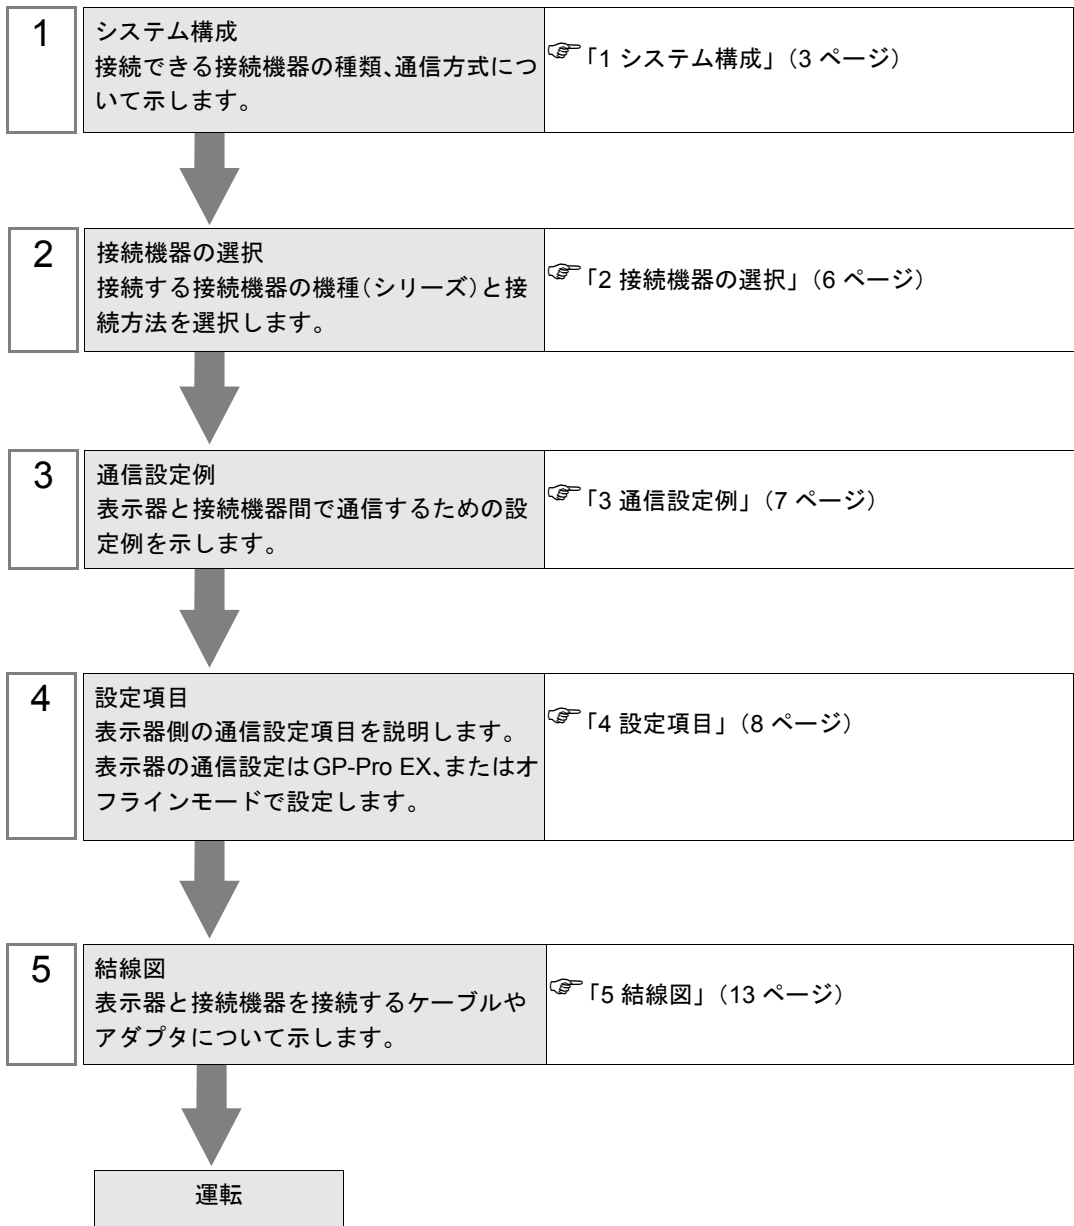 1
システム構成
接続できる接続機器の種類、通信方式につ
いて示します。
「1 システム構成」（3 ページ）
2
接続機器の選択
接続する接続機器の機種（シリーズ）と接
続方法を選択します。
「2 接続機器の選択」（6 ページ）
3
通信設定例
表示器と接続機器間で通信するための設
定例を示します。
「3 通信設定例」（7 ページ）
4
設定項目
表示器側の通信設定項目を説明します。
表示器の通信設定はGP-Pro EX、またはオ
フラインモードで設定します。
「4 設定項目」（8 ページ）
5
結線図
表示器と接続機器を接続するケーブルや
アダプタについて示します。
「5 結線図」（13 ページ）
運転